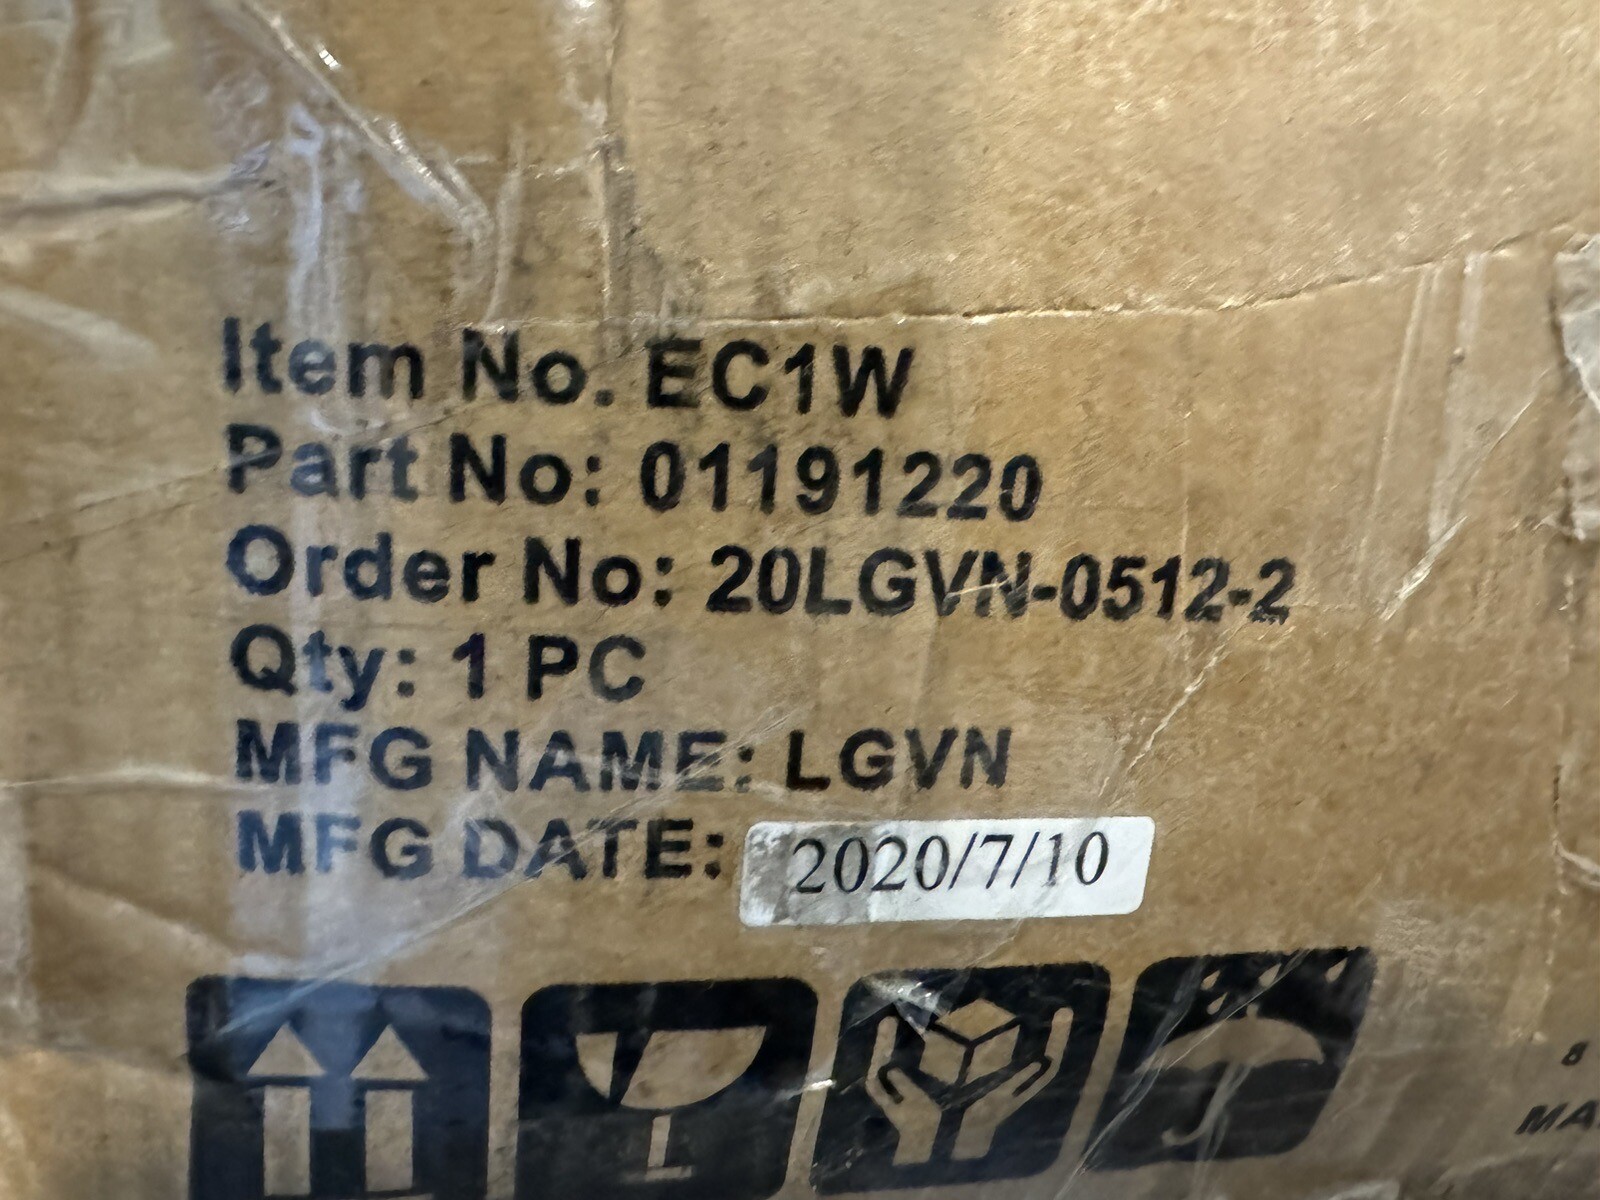 Item No. EC1W
Part No: 01191220
Order No: 20LGVN-0512-2
Qty: 1 PC
MFG NAME: LGVN
MFG DATE: 2020/7/10
8